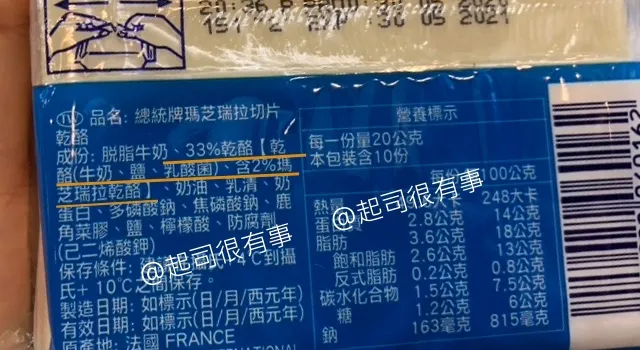 30 05 2021
品名: 總統牌瑪芝瑞拉切片
乾酪
成份: 脫脂牛奶、33%乾酪【乾
酪(牛奶、鹽、乳酸菌)、含2%瑪
芝瑞拉乾酪】、奶油、乳清、奶
蛋白、多磷酸鈉、焦磷酸鈉、鹿
角菜膠、鹽、檸檬酸、防腐劑
(己二烯酸鉀)
保存條件: 4°C到攝
氏+ 10°C之間保存。
製造日期: 如標示(日/月/西元年)
有效日期: 如標示(日/月/西元年)
原產地: 法國 FRANCE
營養標示
每一份量20公克
本包裝含10份
每份 100公克
熱量 248大卡
2.8公克 14公克
脂肪 3.6公克 18公克
飽和脂肪 2.6公克 13公克
反式脂肪 0.2公克 0.8公克
碳水化合物 1.5公克 7.5公克
糖 1.2公克 6公克
鈉 163毫克 815毫克
@起司很有事
@起司很有事